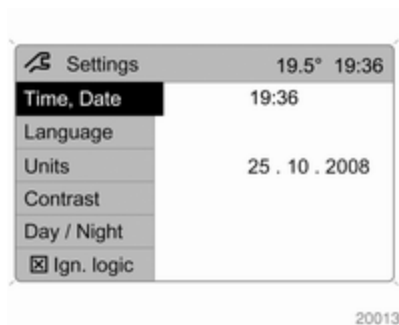 Settings 19.5° 19:36
Time, Date 19:36
Language
Units 25 . 10 . 2008
Contrast
Day / Night
Ign. logic
20013